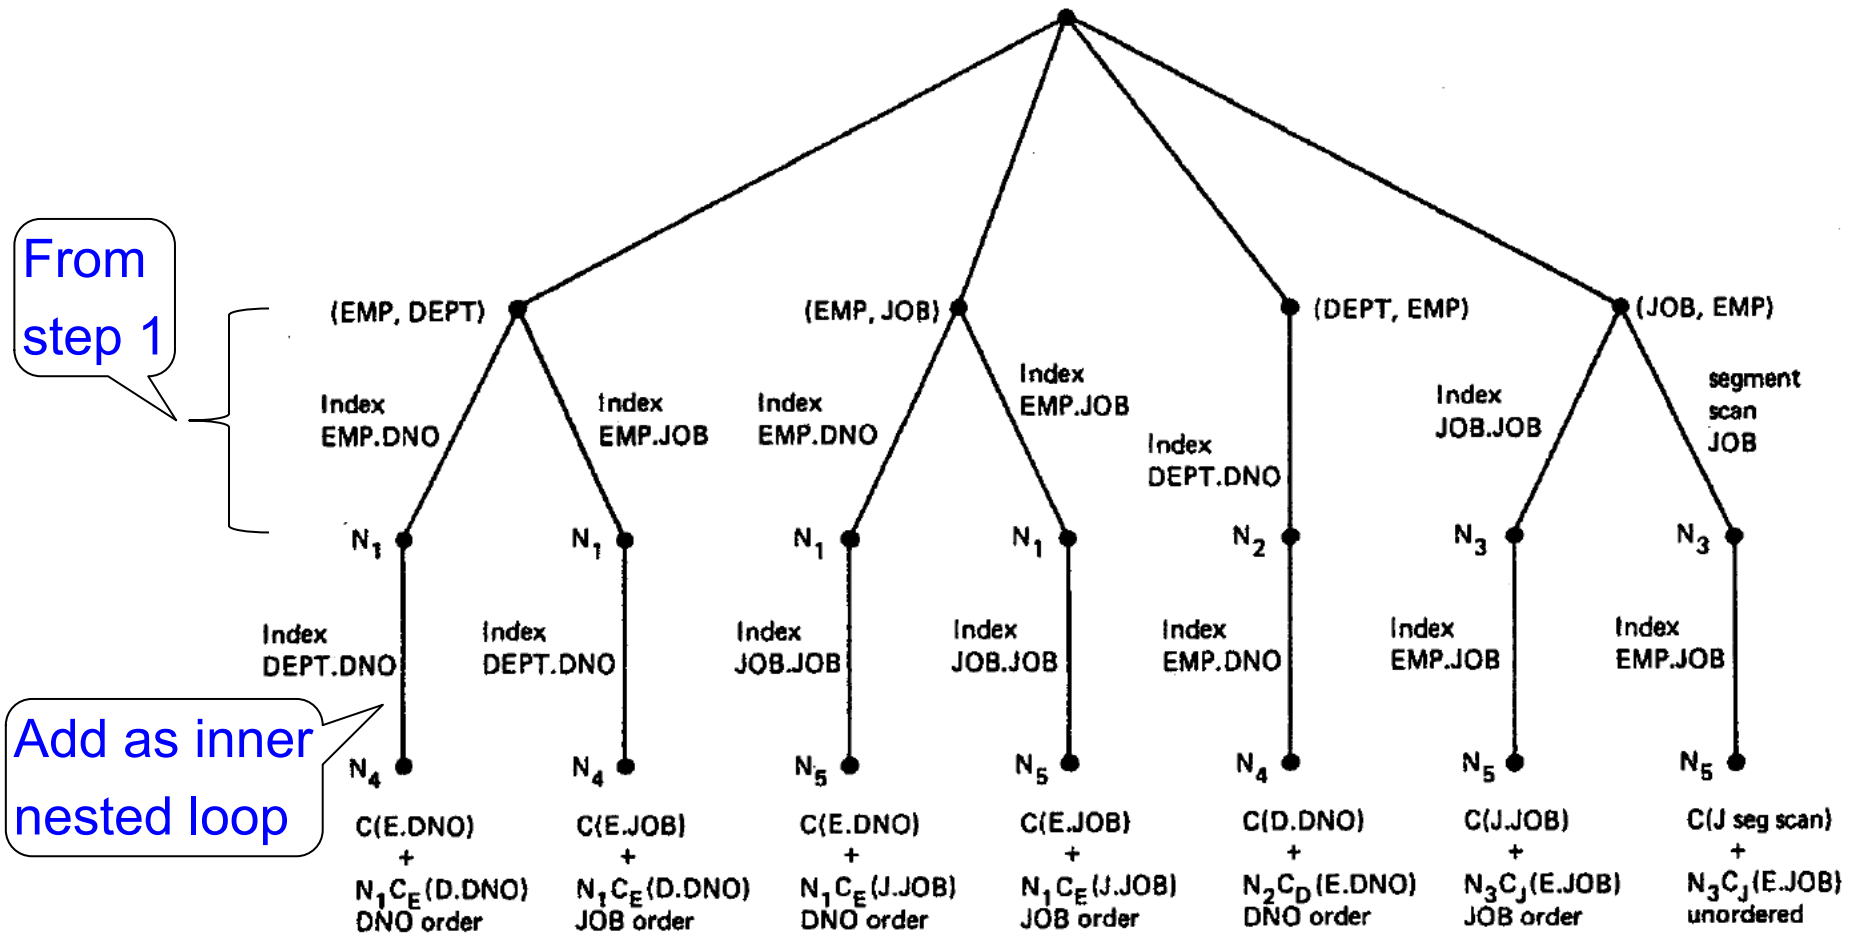 From
step 1
(EMP, DEPT)
(EMP, JOB)
(DEPT, EMP)
(JOB, EMP)
Index
EMP.DNO
Index
EMP.JOB
Index
EMP.DNO
Index
EMP.JOB
Index
DEPT.DNO
Index
JOB.JOB
segment
scan
JOB
N1
N1
N1
N1
N2
N3
N3
Index
DEPT.DNO
Index
DEPT.DNO
Index
JOB.JOB
Index
JOB.JOB
Index
EMP.DNO
Index
EMP.JOB
Index
EMP.JOB
Add as inner
nested loop
N4
N4
N5
N5
N4
N5
N5
C(E.DNO)
+
N1CE(D.DNO)
DNO order
C(E.JOB)
+
N1CE(D.DNO)
JOB order
C(E.DNO)
+
N1CE(J.JOB)
DNO order
C(E.JOB)
+
N1CE(J.JOB)
JOB order
C(D.DNO)
+
N2CD(E.DNO)
DNO order
C(J.JOB)
+
N3CJ(E.JOB)
JOB order
C(J seg scan)
+
N3CJ(E.JOB)
unordered